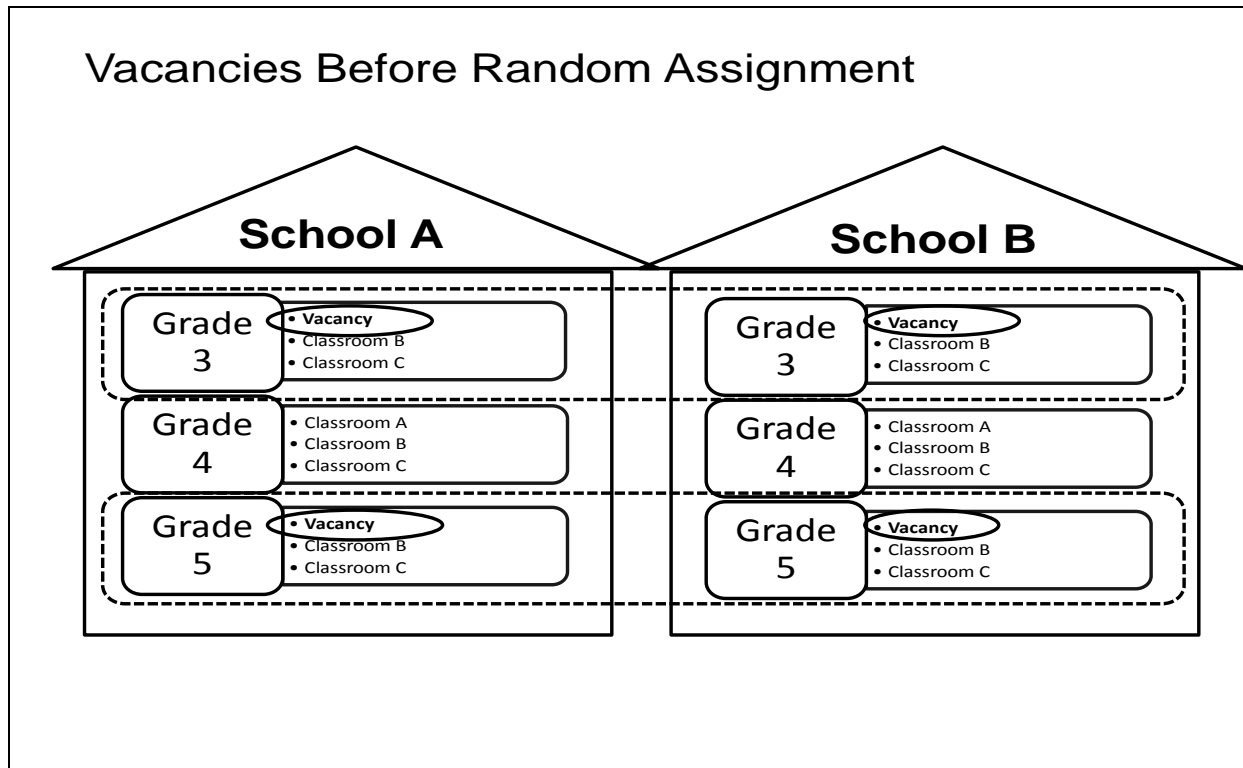 Vacancies Before Random Assignment
School A
Grade
3
• Vacancy
• Classroom B
• Classroom C
Grade
4
• Classroom A
• Classroom B
• Classroom C
Grade
5
• Vacancy
• Classroom B
• Classroom C
School B
Grade
3
• Vacancy
• Classroom B
• Classroom C
Grade
4
• Classroom A
• Classroom B
• Classroom C
Grade
5
• Vacancy
• Classroom B
• Classroom C